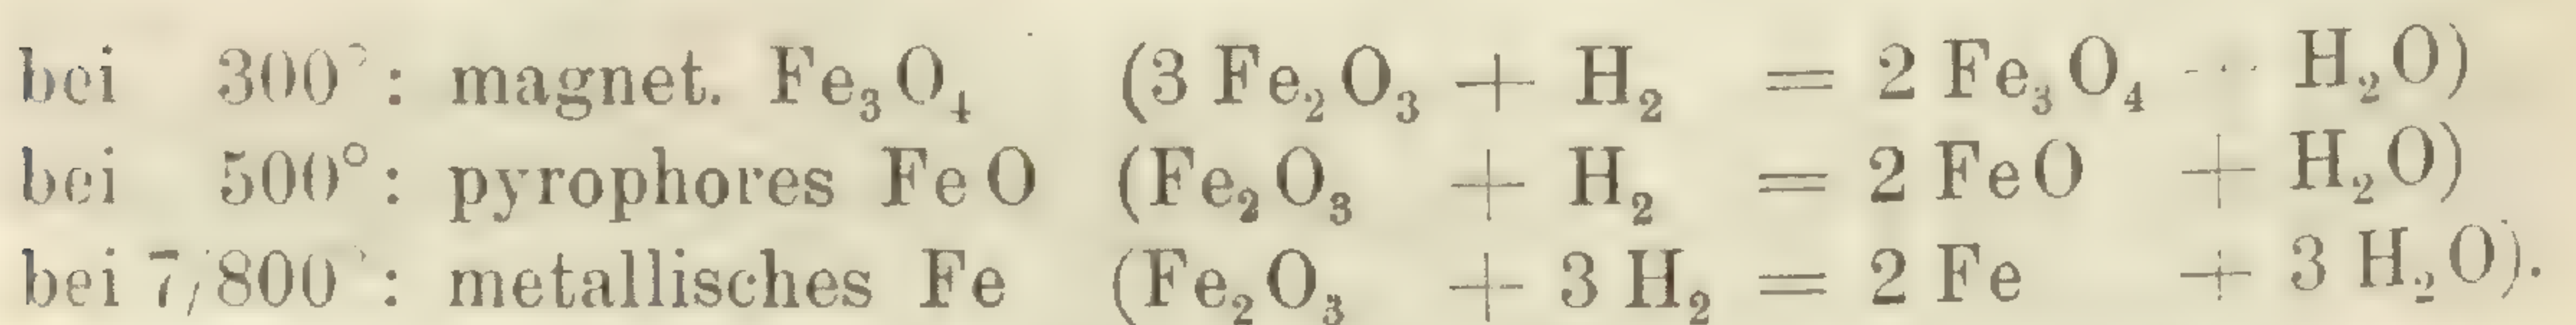 bei 300°: magnet. Fe₃O₄ (3 Fe₂O₃ + H₂ = 2 Fe₃O₄ + H₂O)
bei 500°: pyrophores FeO (Fe₂O₃ + H₂ = 2 FeO + H₂O)
bei 7/800°: metallisches Fe (Fe₂O₃ + 3 H₂ = 2 Fe + 3 H₂O).